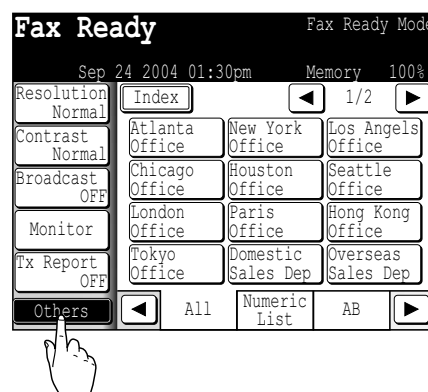 Fax Ready
Fax Ready Mode
Sep 24 2004 01:30pm Memory 100%
Resolution
Normal
Contrast
Normal
Broadcast
OFF
Monitor
Tx Report
OFF
Others
Index
1/2
Atlanta
Office
New York
Office
Los Angels
Office
Chicago
Office
Houston
Office
Seattle
Office
London
Office
Paris
Office
Hong Kong
Office
Tokyo
Office
Domestic
Sales Dep
Overseas
Sales Dep
All
Numeric
List
AB